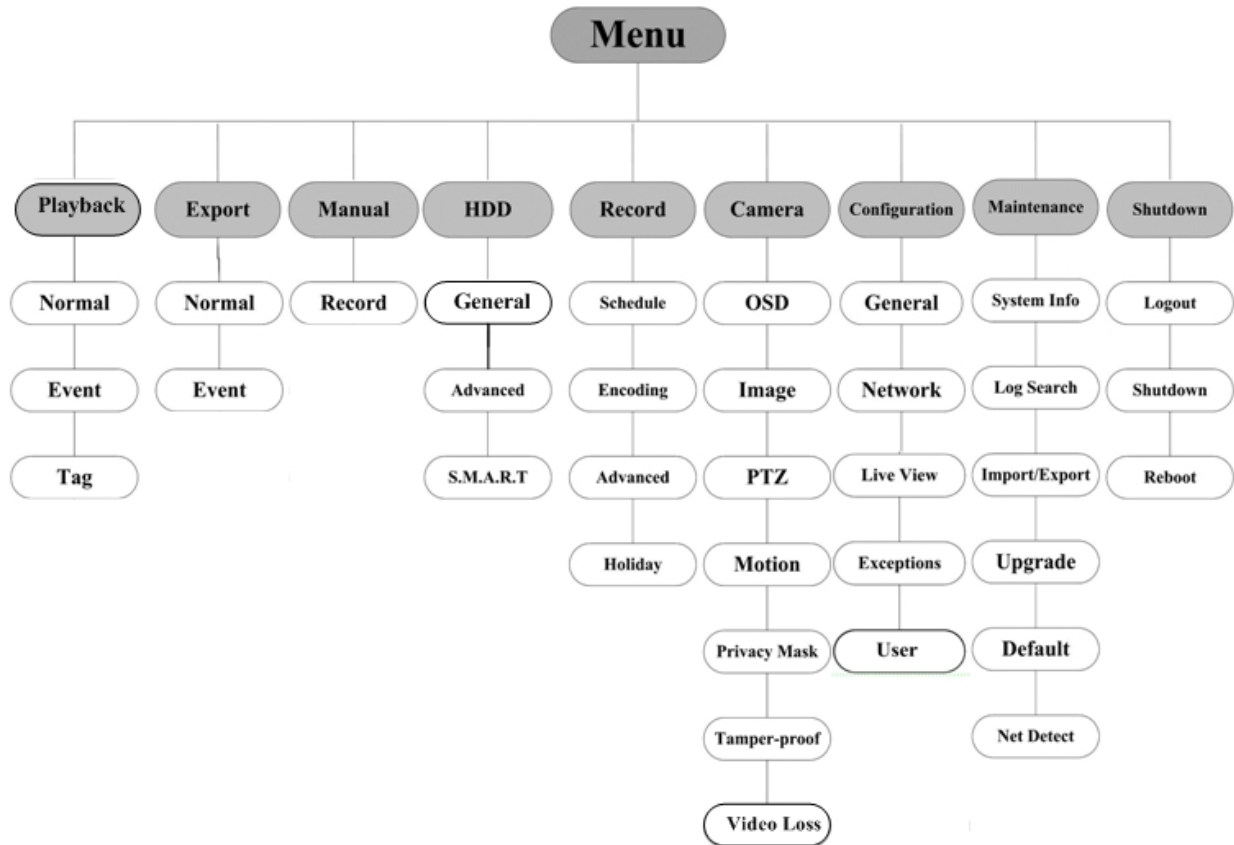 Menu
Playback
Export
Manual
HDD
Record
Camera
Configuration
Maintenance
Shutdown
Normal
Normal
Record
General
Schedule
OSD
General
System Info
Logout
Event
Event
Advanced
Encoding
Image
Network
Log Search
Shutdown
Tag
S.M.A.R.T
Advanced
PTZ
Live View
Import/Export
Reboot
Holiday
Motion
Exceptions
Upgrade
Privacy Mask
User
Default
Tamper-proof
Net Detect
Video Loss